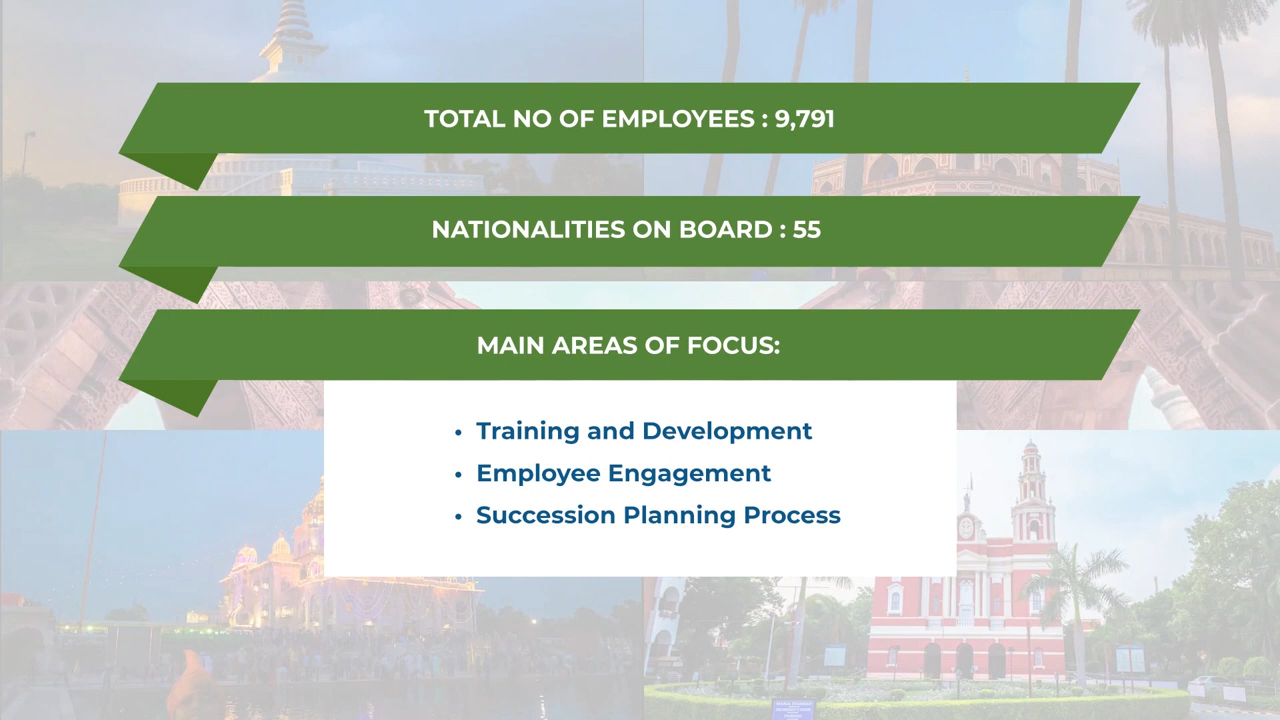 TOTAL NO OF EMPLOYEES : 9,791
NATIONALITIES ON BOARD : 55
MAIN AREAS OF FOCUS:
• Training and Development
• Employee Engagement
• Succession Planning Process